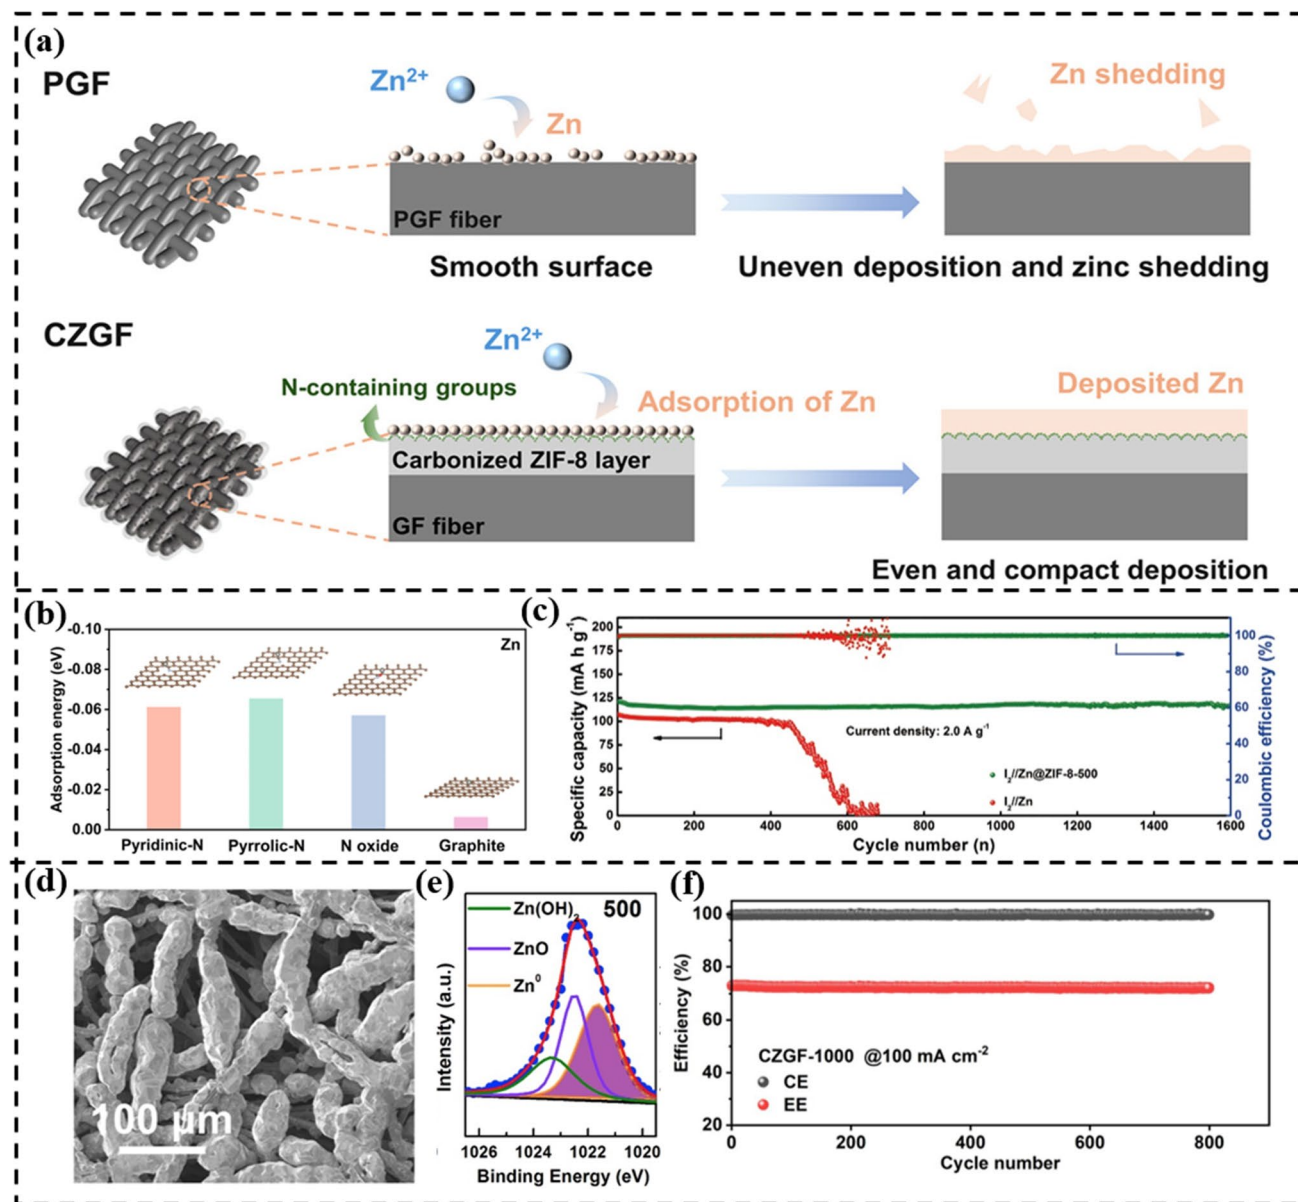 (a)
PGF
Zn²⁺
Zn
PGF fiber
Smooth surface
Zn shedding
Uneven deposition and zinc shedding
CZGF
Zn²⁺
N-containing groups
Adsorption of Zn
Carbonized ZIF-8 layer
GF fiber
Deposited Zn
Even and compact deposition
(b)
Adsorption energy (eV)
-0.10
-0.08
-0.06
-0.04
-0.02
0.00
Zn
Pyridinic-N Pyrrolic-N N oxide Graphite
(c)
Specific capacity (mA h g⁻¹)
200
175
150
125
100
75
50
25
0
Current density: 2.0 A g⁻¹
I₂//Zn@ZIF-8-500
I₂//Zn
100
80
60
40
20
0
Coulombic efficiency (%)
0 200 400 600 800 1000 1200 1400 1600
Cycle number (n)
(d)
100 μm
(e)
Intensity (a.u.)
500
Zn(OH)₂
ZnO
Zn⁰
1026 1024 1022 1020
Binding Energy (eV)
(f)
Efficiency (%)
100
80
60
40
20
CZGF-1000 @100 mA cm⁻²
CE
EE
0 200 400 600 800
Cycle number